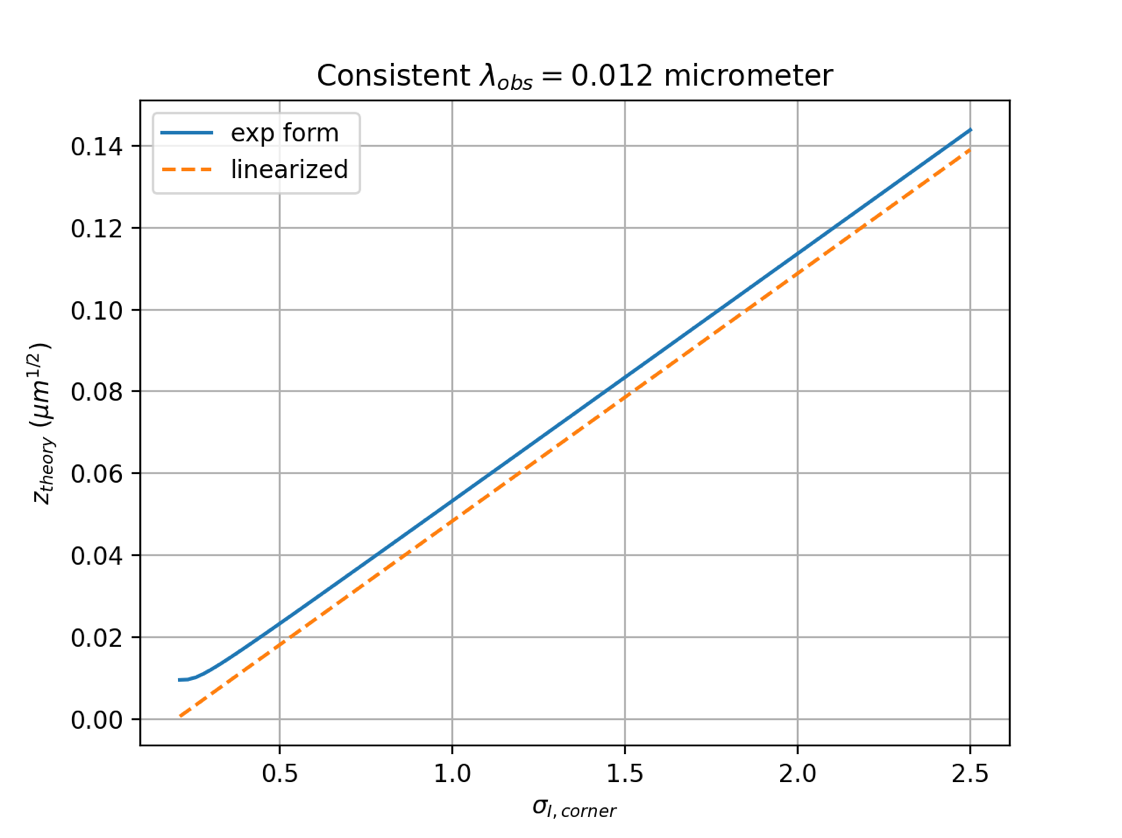 Consistent λ_obs = 0.012 micrometer
exp form
linearized
0.14
0.12
0.10
0.08
0.06
0.04
0.02
0.00
z_theory (μm^1/2)
0.5 1.0 1.5 2.0 2.5
σ_I,corner